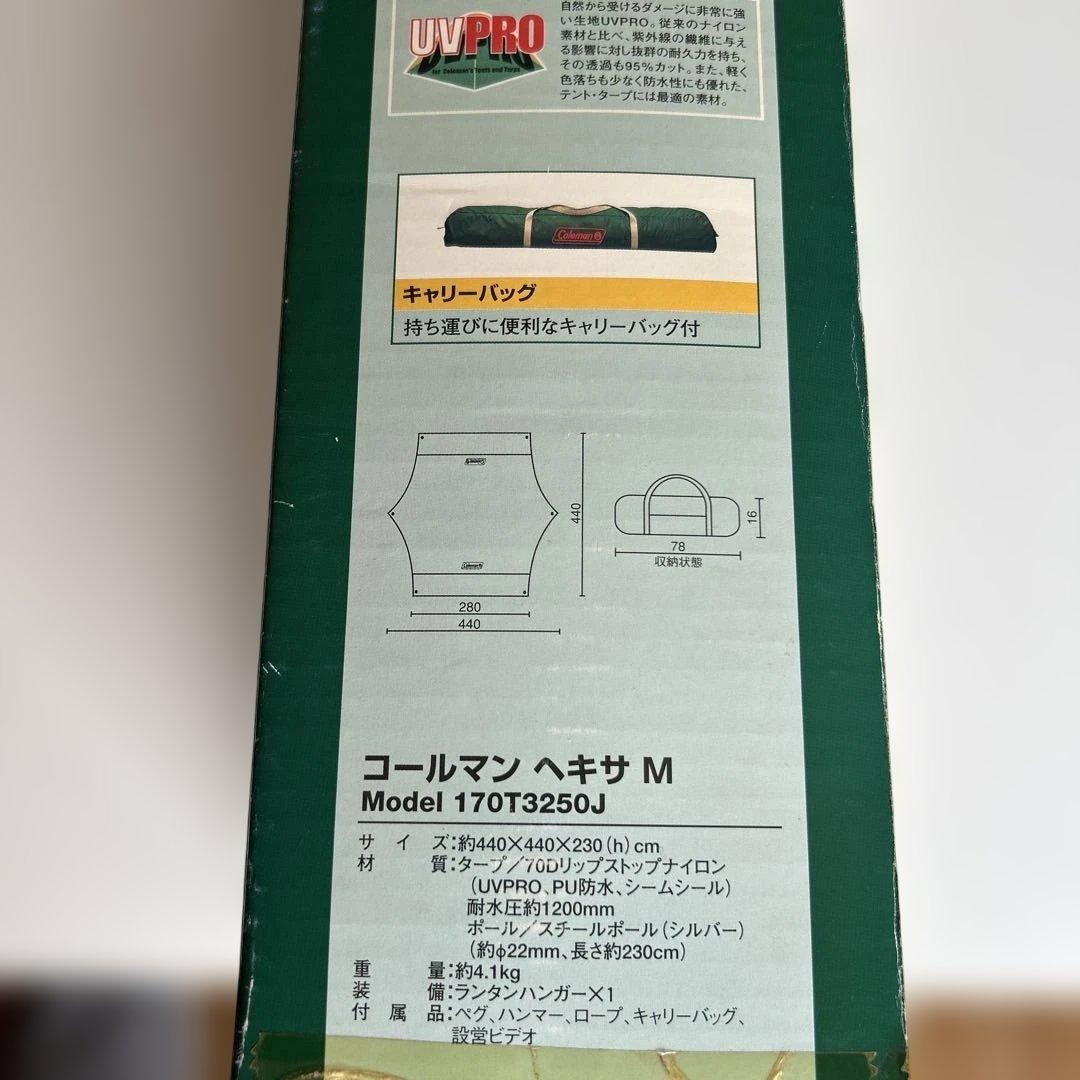 自然から受けるダメージに非常に強
い生地UVPRO。従来のナイロン
素材と比べ、紫外線の繊維に与え
る影響に対し抜群の耐久力を持ち、
その透過も95%カット。また、軽く
色落ちも少なく防水性にも優れた、
テント・タープには最適の素材。
UVPRO
for Coleman's Tents and Tarps
Coleman
キャリーバッグ
持ち運びに便利なキャリーバッグ付
Coleman
Coleman
440
280
440
16
78
収納状態
コールマン ヘキサ M
Model 170T3250J
サイズ:約440×440×230(h)cm
材質:タープ/70Dリップストップナイロン
(UVPRO、PU防水、シームシール)
耐水圧約1200mm
ポール/スチールポール(シルバー)
(約φ22mm、長さ約230cm)
重量:約4.1kg
装備:ランタンハンガー×1
付属品:ペグ、ハンマー、ロープ、キャリーバッグ、
設営ビデオ